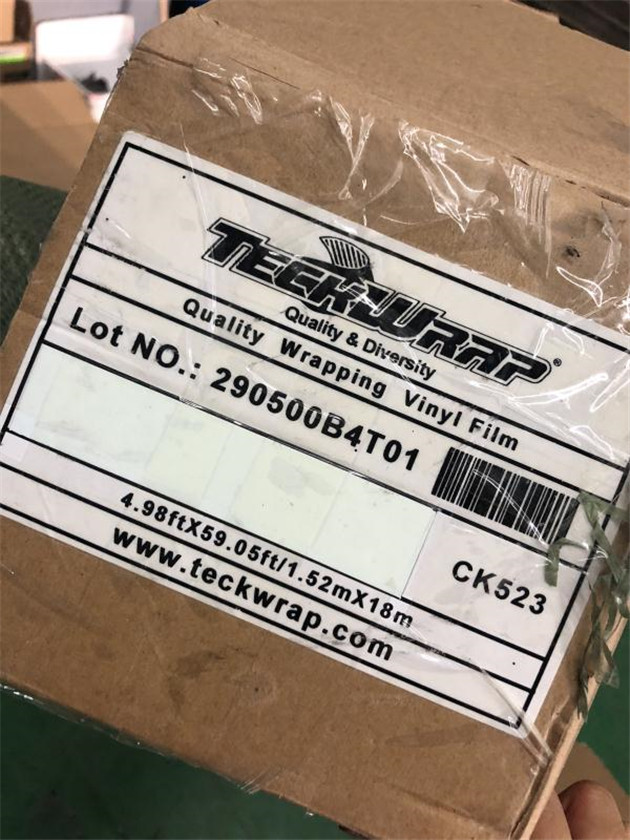 TECKWRAP®
Quality & Diversity
Quality Wrapping Vinyl Film
Lot NO.: 290500B4T01
4.98ftX59.05ft/1.52mX18m
CK523
www.teckwrap.com